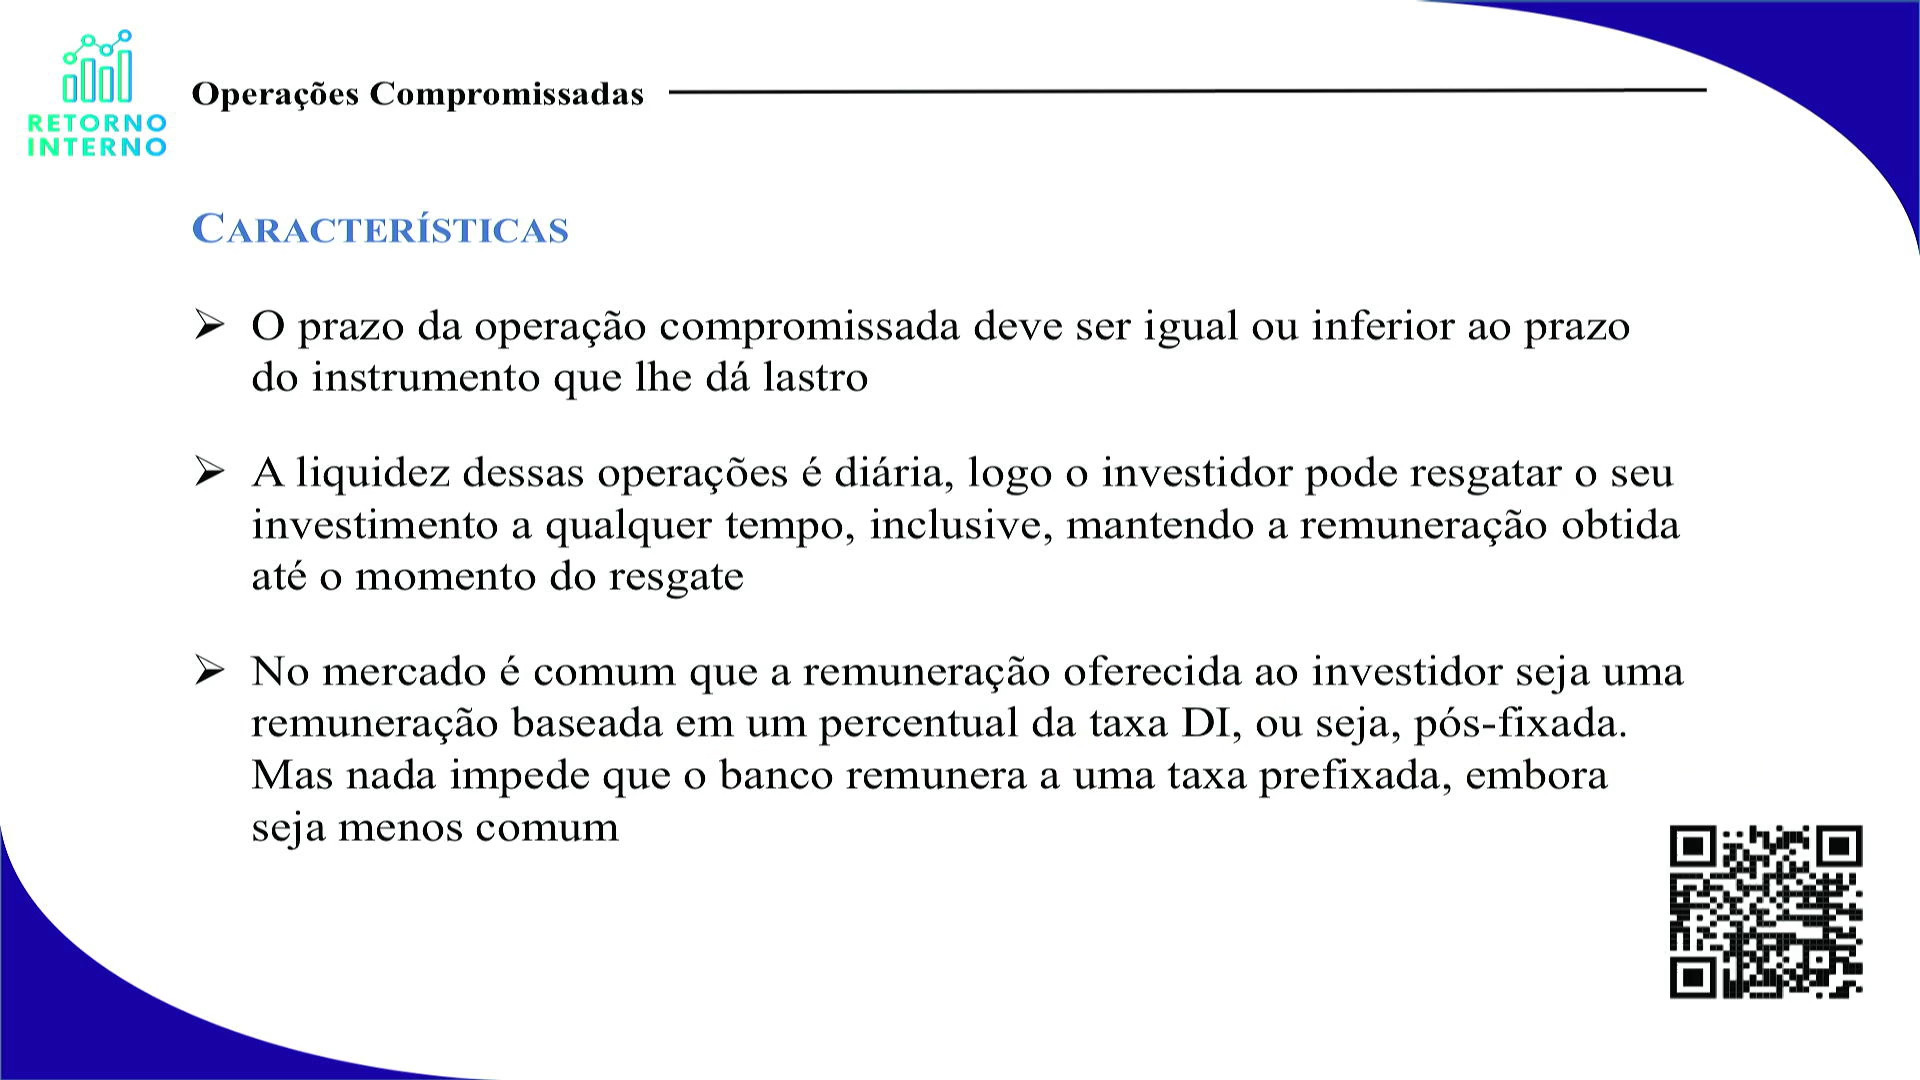 RETORNO
INTERNO
Operações Compromissadas
CARACTERÍSTICAS
➢ O prazo da operação compromissada deve ser igual ou inferior ao prazo
do instrumento que lhe dá lastro
➢ A liquidez dessas operações é diária, logo o investidor pode resgatar o seu
investimento a qualquer tempo, inclusive, mantendo a remuneração obtida
até o momento do resgate
➢ No mercado é comum que a remuneração oferecida ao investidor seja uma
remuneração baseada em um percentual da taxa DI, ou seja, pós-fixada.
Mas nada impede que o banco remunera a uma taxa prefixada, embora
seja menos comum